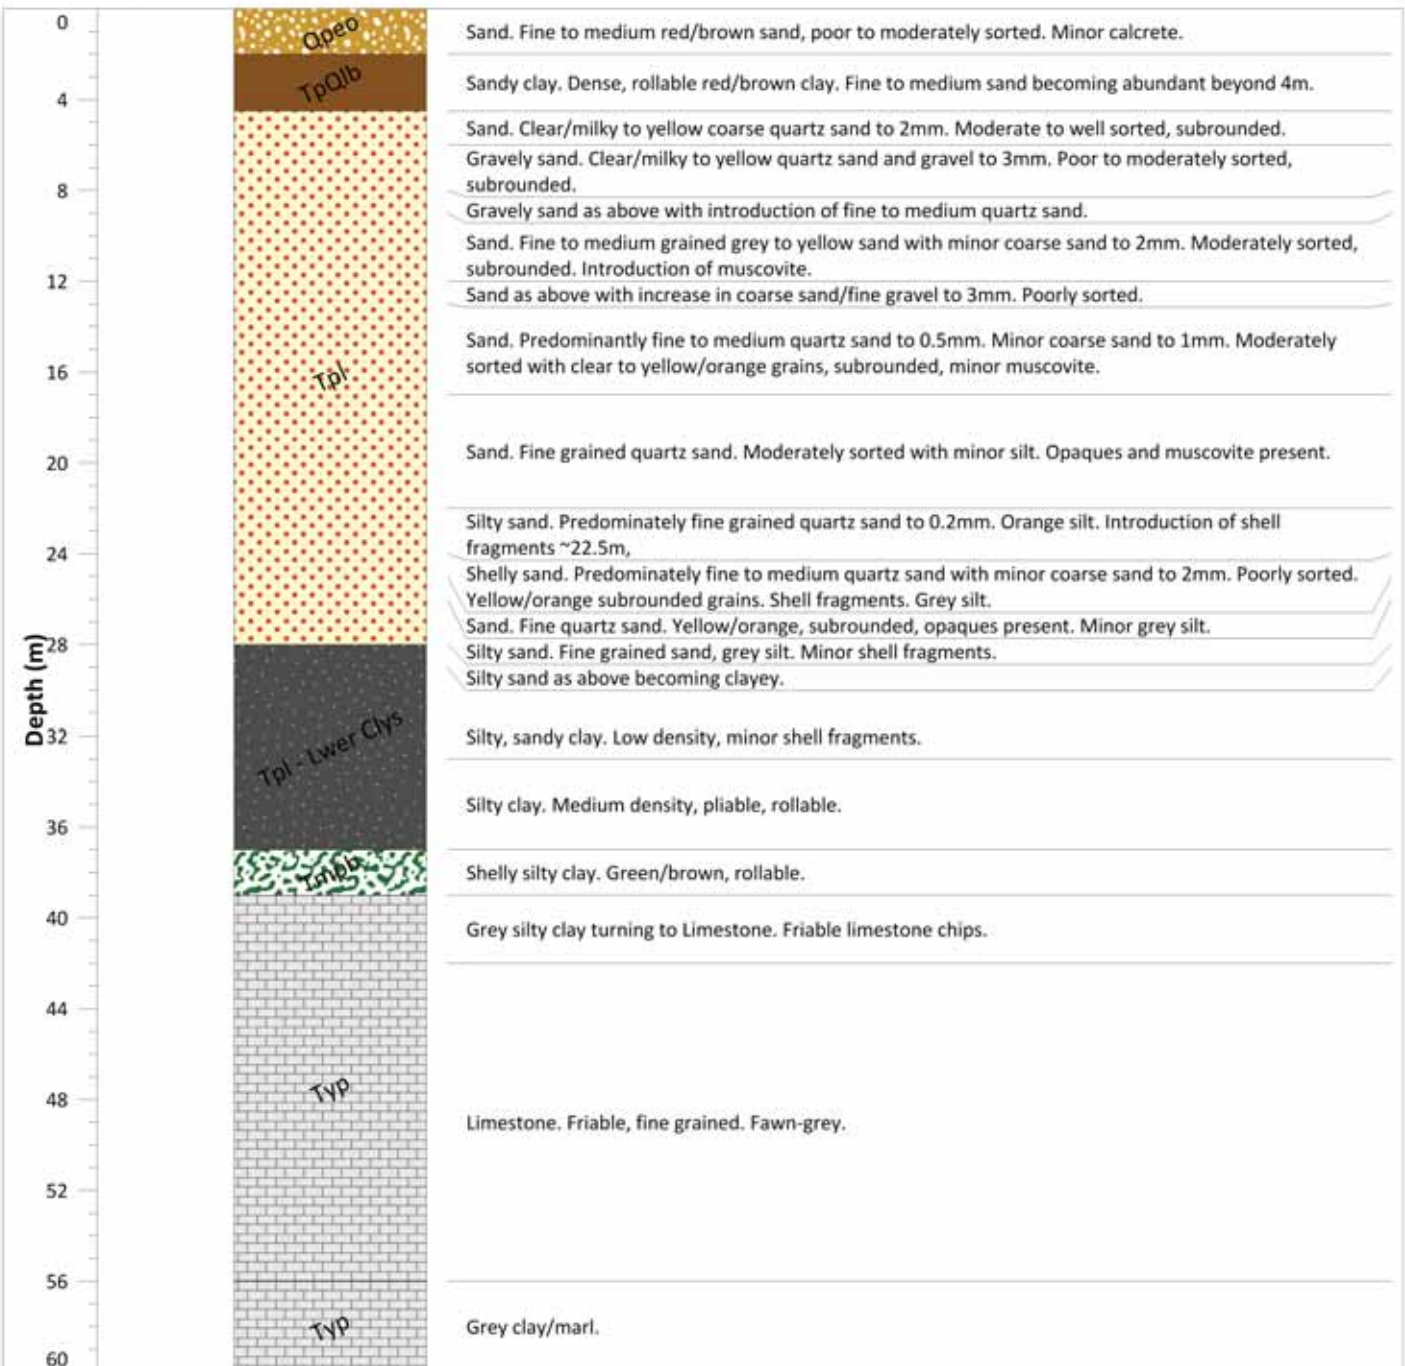 0
Qpeo
Sand. Fine to medium red/brown sand, poor to moderately sorted. Minor calcrete.
TpQlb
Sandy clay. Dense, rollable red/brown clay. Fine to medium sand becoming abundant beyond 4m.
4
Sand. Clear/milky to yellow coarse quartz sand to 2mm. Moderate to well sorted, subrounded.
Gravely sand. Clear/milky to yellow quartz sand and gravel to 3mm. Poor to moderately sorted,
subrounded.
8
Gravely sand as above with introduction of fine to medium quartz sand.
Sand. Fine to medium grained grey to yellow sand with minor coarse sand to 2mm. Moderately sorted,
subrounded. Introduction of muscovite.
12
Sand as above with increase in coarse sand/fine gravel to 3mm. Poorly sorted.
Sand. Predominantly fine to medium quartz sand to 0.5mm. Minor coarse sand to 1mm. Moderately
sorted with clear to yellow/orange grains, subrounded, minor muscovite.
16
Tpl
Sand. Fine grained quartz sand. Moderately sorted with minor silt. Opaques and muscovite present.
20
Silty sand. Predominately fine grained quartz sand to 0.2mm. Orange silt. Introduction of shell
fragments ~22.5m,
24
Shelly sand. Predominately fine to medium quartz sand with minor coarse sand to 2mm. Poorly sorted.
Yellow/orange subrounded grains. Shell fragments. Grey silt.
Sand. Fine quartz sand. Yellow/orange, subrounded, opaques present. Minor grey silt.
28
Silty sand. Fine grained sand, grey silt. Minor shell fragments.
Silty sand as above becoming clayey.
Depth (m)
32
Tpl - Lwer Clys
Silty, sandy clay. Low density, minor shell fragments.
Silty clay. Medium density, pliable, rollable.
36
Tmpb
Shelly silty clay. Green/brown, rollable.
40
Grey silty clay turning to Limestone. Friable limestone chips.
44
48
Typ
Limestone. Friable, fine grained. Fawn-grey.
52
56
Typ
Grey clay/marl.
60